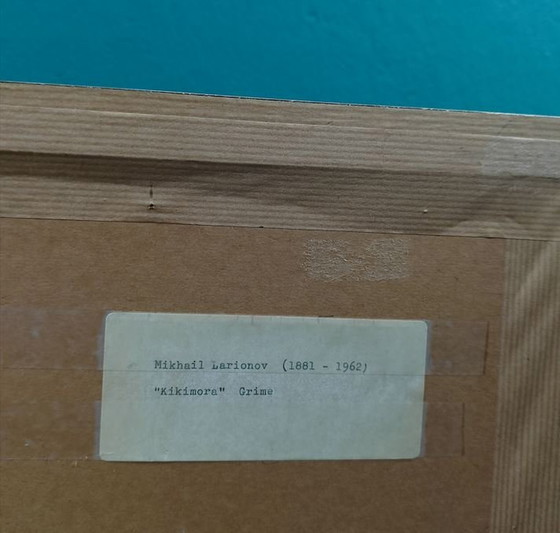 Mikhail Larionov (1881 - 1962)
"Kikimora" Grime